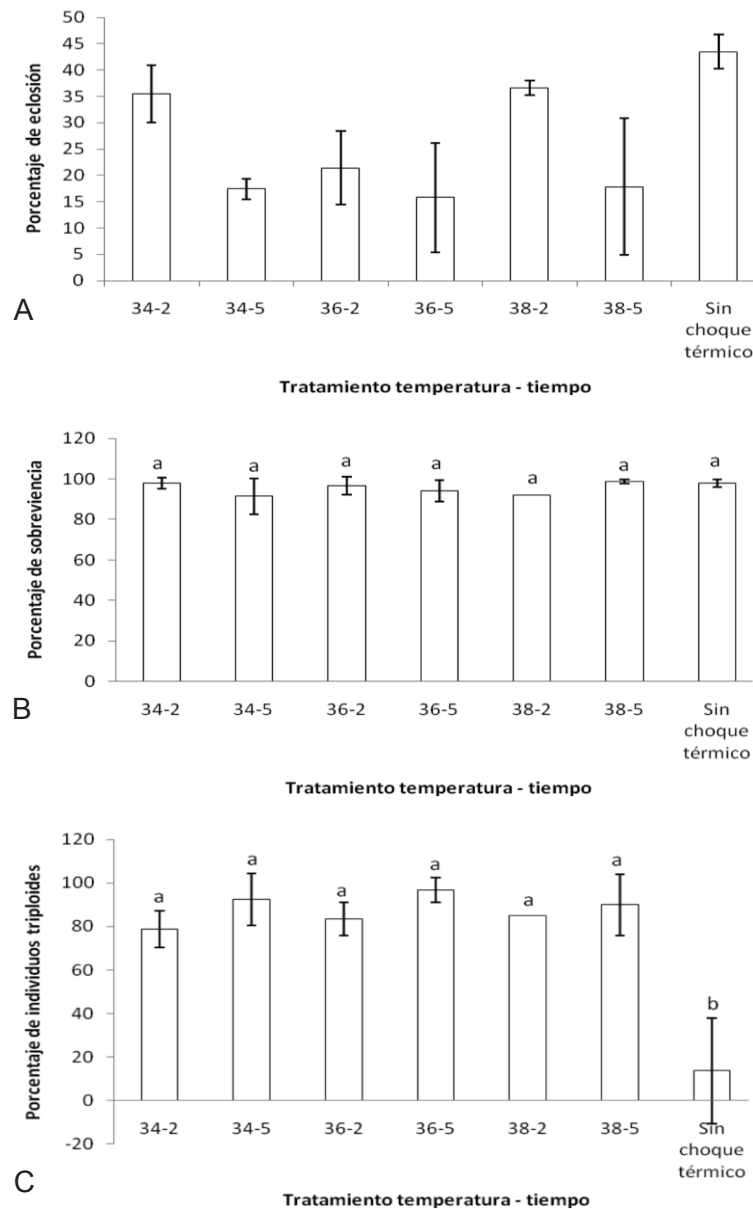 50
45
40
35
30
25
20
15
10
5
0
Porcentaje de eclosión
34-2 34-5 36-2 36-5 38-2 38-5 Sin
choque
térmico
A
Tratamiento temperatura - tiempo
120
100
80
60
40
20
0
Porcentaje de sobreviencia
a a a a a a a
34-2 34-5 36-2 36-5 38-2 38-5 Sin
choque
térmico
B
Tratamiento temperatura - tiempo
120
100
80
60
40
20
0
-20
Porcentaje de individuos triploides
a a a a a a b
34-2 34-5 36-2 36-5 38-2 38-5 Sin
choque
térmico
C
Tratamiento temperatura - tiempo